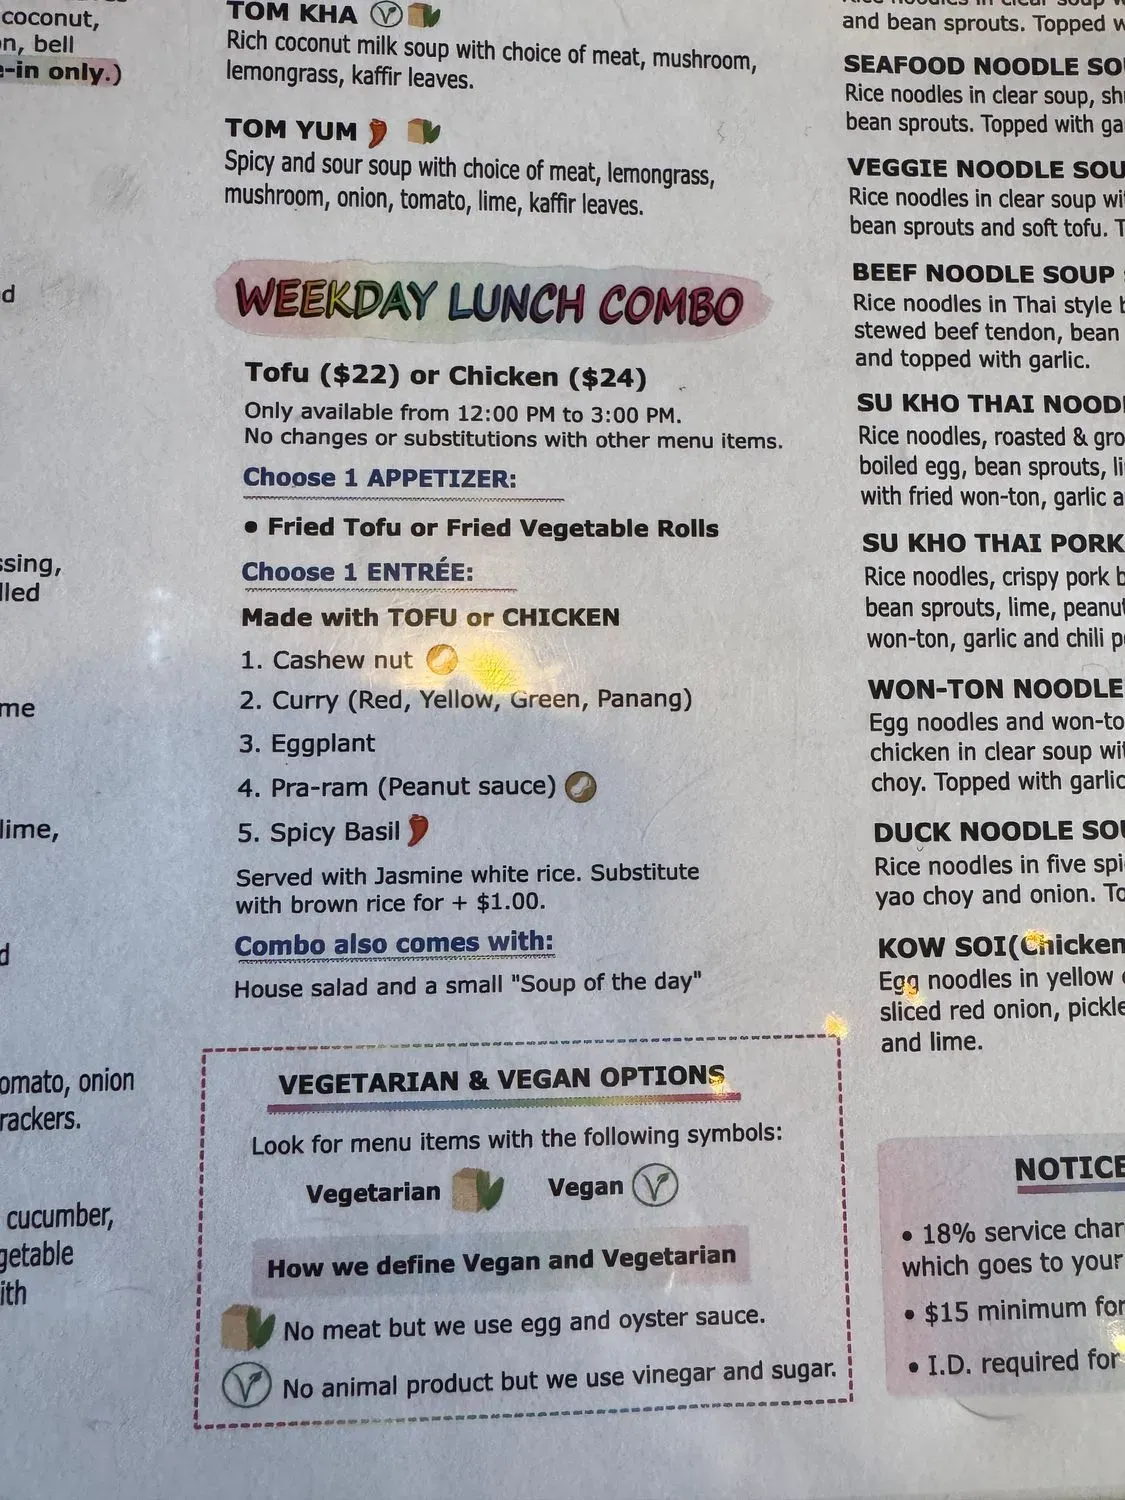 coconut,
n, bell
e-in only.)
d
ssing,
lled
me
lime,
d
omato, onion
rackers.
cucumber,
getable
ith
TOM KHA
Rich coconut milk soup with choice of meat, mushroom,
lemongrass, kaffir leaves.
TOM YUM
Spicy and sour soup with choice of meat, lemongrass,
mushroom, onion, tomato, lime, kaffir leaves.
WEEKDAY LUNCH COMBO
Tofu ($22) or Chicken ($24)
Only available from 12:00 PM to 3:00 PM.
No changes or substitutions with other menu items.
Choose 1 APPETIZER:
• Fried Tofu or Fried Vegetable Rolls
Choose 1 ENTRÉE:
Made with TOFU or CHICKEN
1. Cashew nut
2. Curry (Red, Yellow, Green, Panang)
3. Eggplant
4. Pra-ram (Peanut sauce)
5. Spicy Basil
Served with Jasmine white rice. Substitute
with brown rice for + $1.00.
Combo also comes with:
House salad and a small "Soup of the day"
VEGETARIAN & VEGAN OPTIONS
Look for menu items with the following symbols:
Vegetarian Vegan
How we define Vegan and Vegetarian
No meat but we use egg and oyster sauce.
No animal product but we use vinegar and sugar.
and bean sprouts. Topped w
SEAFOOD NOODLE SO
Rice noodles in clear soup, sh
bean sprouts. Topped with ga
VEGGIE NOODLE SOU
Rice noodles in clear soup wi
bean sprouts and soft tofu. T
BEEF NOODLE SOUP
Rice noodles in Thai style b
stewed beef tendon, bean
and topped with garlic.
SU KHO THAI NOOD
Rice noodles, roasted & gro
boiled egg, bean sprouts, li
with fried won-ton, garlic a
SU KHO THAI PORK
Rice noodles, crispy pork b
bean sprouts, lime, peanut
won-ton, garlic and chili p
WON-TON NOODLE
Egg noodles and won-to
chicken in clear soup wit
choy. Topped with garlic
DUCK NOODLE SOU
Rice noodles in five spi
yao choy and onion. To
KOW SOI(Chicken
Egg noodles in yellow
sliced red onion, pickle
and lime.
NOTICE
• 18% service char
which goes to your
• $15 minimum for
• I.D. required for